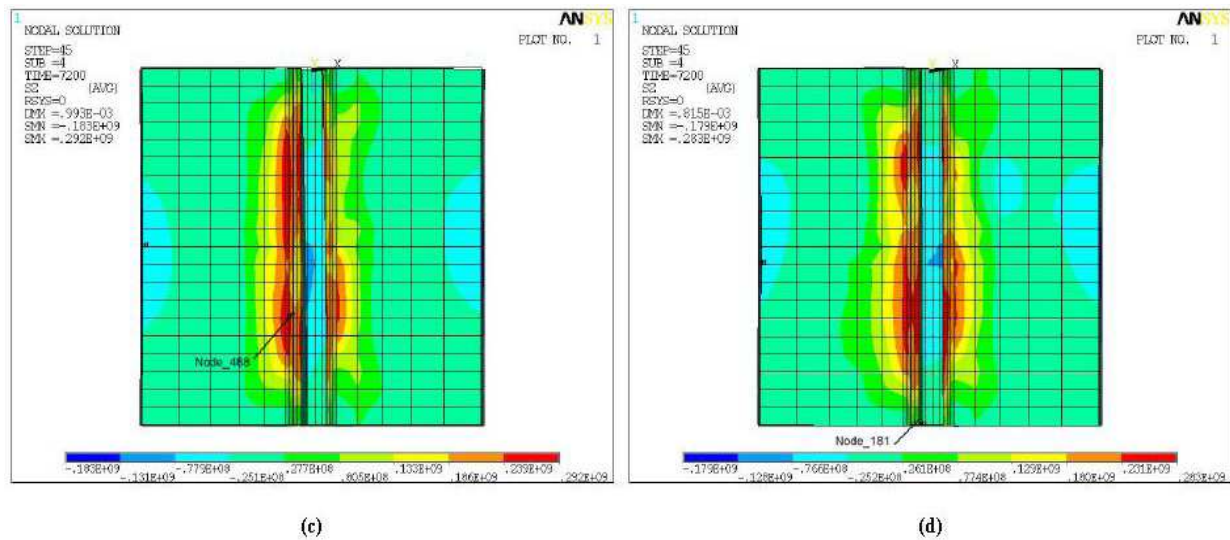 1
ANSYS
NODAL SOLUTION
PLOT NO. 1
STEP=45
SUB =4
TIME=7200
SZ (AVG)
RSYS=0
DMX =.993E-03
SMN =-.183E+09
SMX =.292E+09
Y X
Node_488
-.183E+09 -.779E+08 .277E+08 .133E+09 .239E+09
-.131E+09 -.251E+08 .805E+08 .186E+09 .292E+09
(c)
1
ANSYS
NODAL SOLUTION
PLOT NO. 1
STEP=45
SUB =4
TIME=7200
SZ (AVG)
RSYS=0
DMX =.815E-03
SMN =-.179E+09
SMX =.283E+09
Y X
Node_181
-.179E+09 -.766E+08 .261E+08 .129E+09 .231E+09
-.128E+09 -.252E+08 .774E+08 .180E+09 .283E+09
(d)